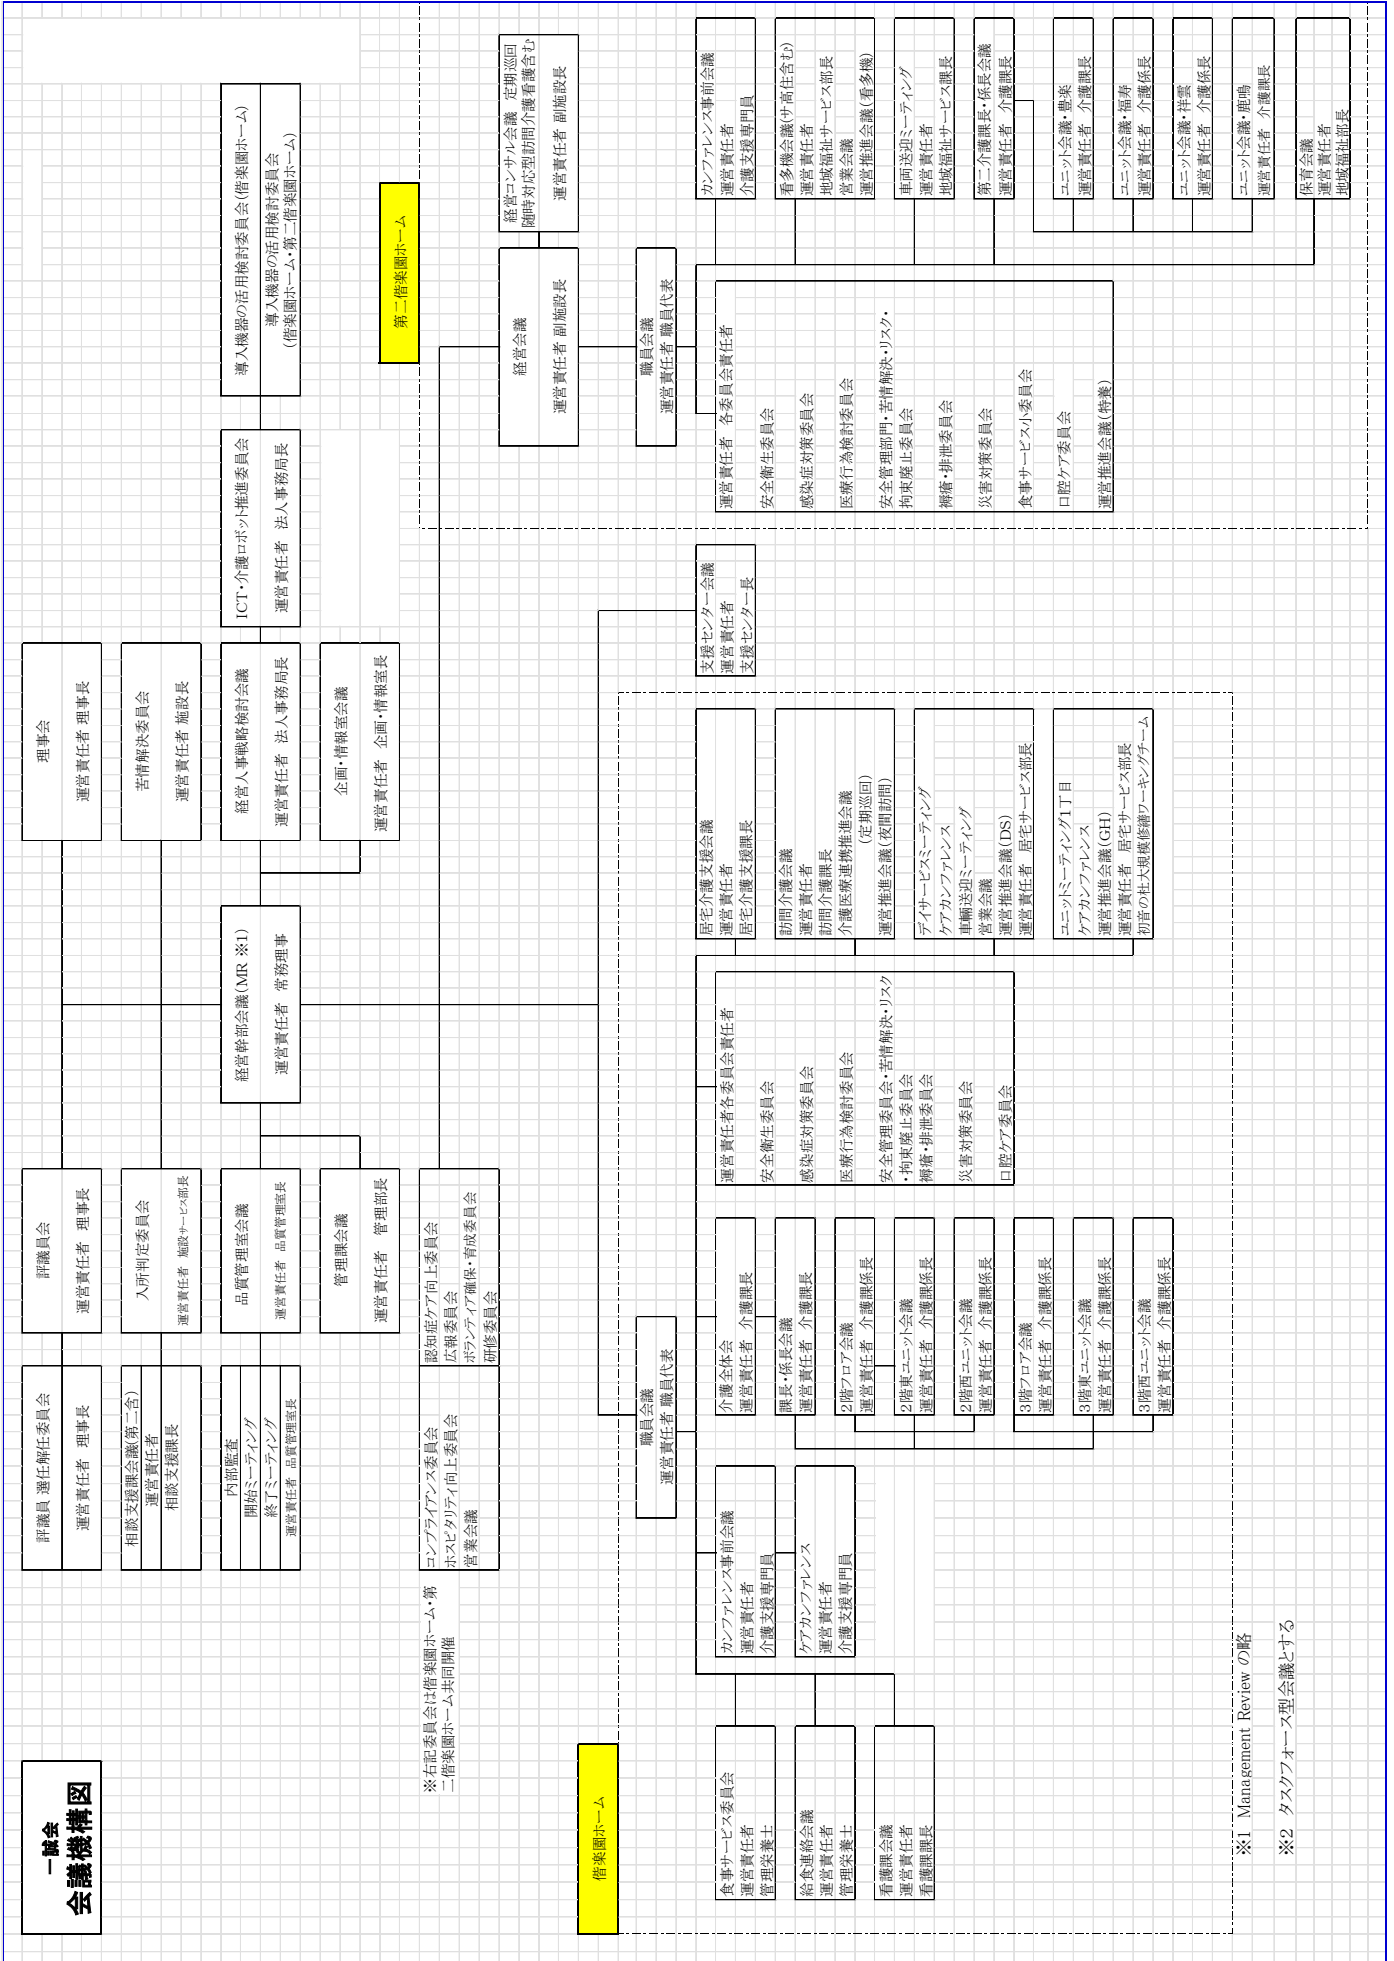 一誠会
会議機構図
評議員 選任解任委員会
運営責任者 理事長
評議員会
運営責任者 理事長
理事会
運営責任者 理事長
相談支援課会議(第二含)
運営責任者
相談支援課長
入所判定委員会
運営責任者 施設サービス部長
苦情解決委員会
運営責任者 施設長
内部監査
開始ミーティング
終了ミーティング
運営責任者 品質管理室長
品質管理室会議
運営責任者 品質管理室長
経営幹部会議(MR ※1)
運営責任者 常務理事
経営人事戦略検討会議
運営責任者 法人事務局長
ICT・介護ロボット推進委員会
運営責任者 法人事務局長
導入機器の活用検討委員会(偕楽園ホーム)
導入機器の活用検討委員会
(偕楽園ホーム・第二偕楽園ホーム)
管理課会議
運営責任者 管理部長
企画・情報室会議
運営責任者 企画・情報室長
※右記委員会は偕楽園ホーム・第
二偕楽園ホーム共同開催
コンプライアンス委員会
ホスピタリティ向上委員会
営業会議
認知症ケア向上委員会
広報委員会
ボランティア確保・育成委員会
研修委員会
第二偕楽園ホーム
経営会議
運営責任者 副施設長
経営コンサル会議 定期巡回
随時対応型訪問介護看護含む
運営責任者 副施設長
職員会議
運営責任者 職員代表
運営責任者 各委員会責任者
安全衛生委員会
感染症対策委員会
医療行為検討委員会
安全管理部門・苦情解決・リスク・
拘束廃止委員会
褥瘡・排泄委員会
災害対策委員会
食事サービス小委員会
口腔ケア委員会
運営推進会議(特養)
カンファレンス事前会議
運営責任者
介護支援専門員
看多機会議(サ高住含む)
運営責任者
地域福祉サービス部長
営業会議
運営推進会議(看多機)
車両送迎ミーティング
運営責任者
地域福祉サービス課長
第二介護課長・係長会議
運営責任者 介護課長
ユニット会議・豊楽
運営責任者 介護課長
ユニット会議・福寿
運営責任者 介護係長
ユニット会議・祥雲
運営責任者 介護係長
ユニット会議・鹿鳴
運営責任者 介護課長
保育会議
運営責任者
地域福祉部長
支援センター会議
運営責任者
支援センター長
偕楽園ホーム
職員会議
運営責任者 職員代表
食事サービス委員会
運営責任者
管理栄養士
給食連絡会議
運営責任者
管理栄養士
看護課会議
運営責任者
看護課課長
カンファレンス事前会議
運営責任者
介護支援専門員
ケアカンファレンス
運営責任者
介護支援専門員
介護全体会
運営責任者 介護課長
課長・係長会議
運営責任者 介護課長
2階フロア会議
運営責任者 介護課係長
2階東ユニット会議
運営責任者 介護課係長
2階西ユニット会議
運営責任者 介護課係長
3階フロア会議
運営責任者 介護課係長
3階東ユニット会議
運営責任者 介護課係長
3階西ユニット会議
運営責任者 介護課係長
運営責任者各委員会責任者
安全衛生委員会
感染症対策委員会
医療行為検討委員会
安全管理委員会・苦情解決・リスク
・拘束廃止委員会
褥瘡・排泄委員会
災害対策委員会
口腔ケア委員会
居宅介護支援会議
運営責任者
居宅介護支援課長
訪問介護会議
運営責任者
訪問介護課長
介護医療連携推進会議
(定期巡回)
運営推進会議(夜間訪問)
デイサービスミーティング
ケアカンファレンス
車輛送迎ミーティング
営業会議
運営推進会議(DS)
運営責任者 居宅サービス部長
ユニットミーティング1丁目
ケアカンファレンス
運営推進会議(GH)
運営責任者 居宅サービス部長
初音の杜大規模修繕ワーキングチーム
※1 Management Review の略
※2 タスクフォース型会議とする